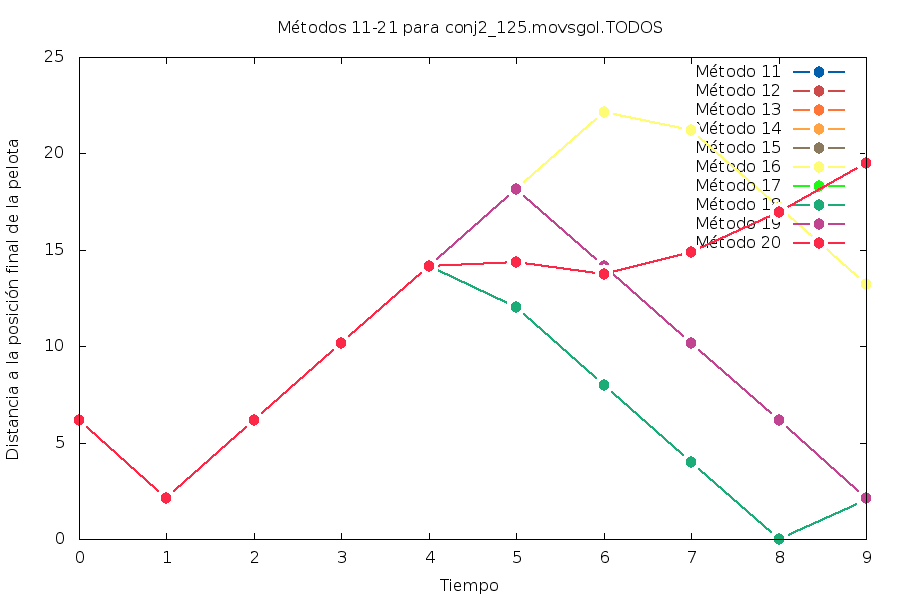 Métodos 11-21 para conj2_125.movsgol.TODOS
25
20
15
10
5
0
0 1 2 3 4 5 6 7 8 9
Distancia a la posición final de la pelota
Tiempo
Método 11
Método 12
Método 13
Método 14
Método 15
Método 16
Método 17
Método 18
Método 19
Método 20